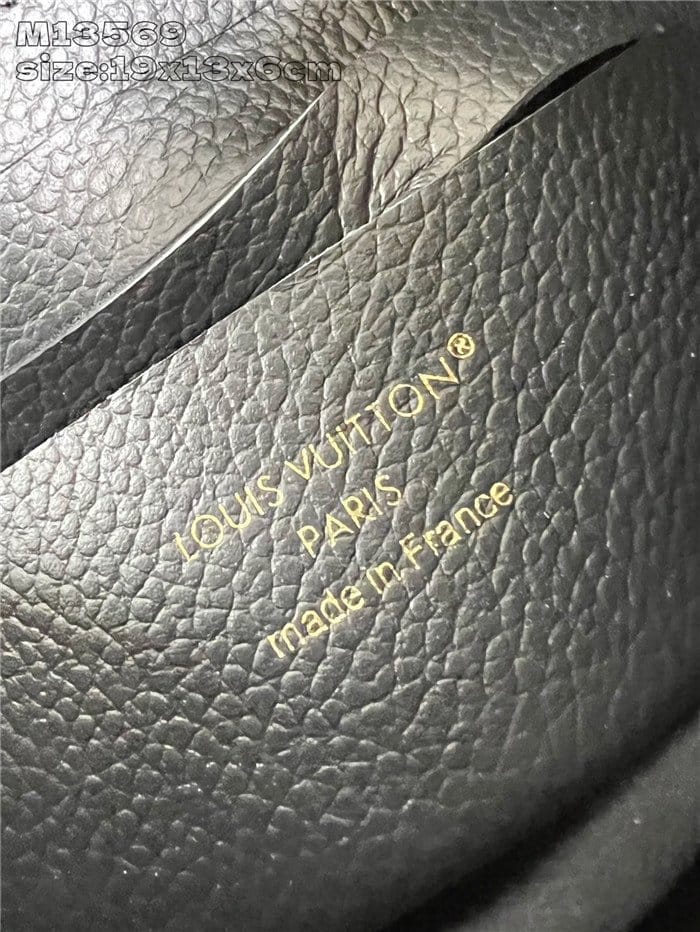 M13569
size:19x13x6cm
LOUIS VUITTON®
PARIS
made in France